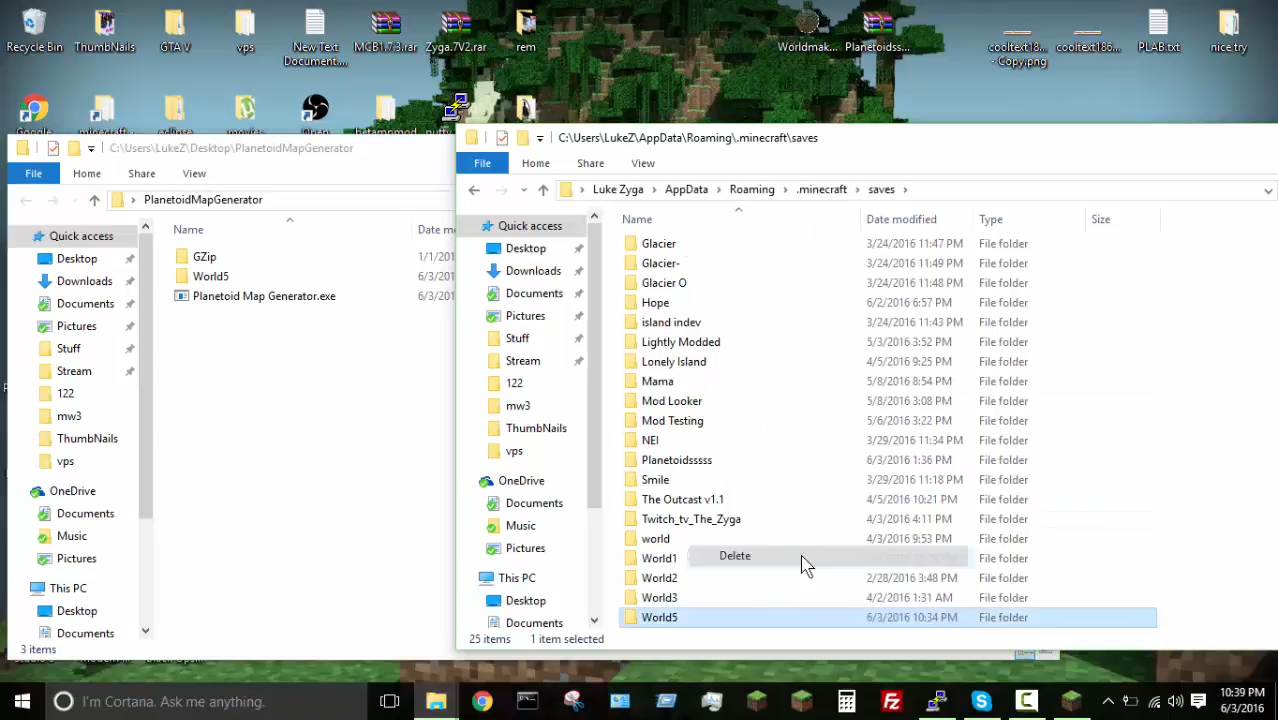 Recycle Bin
ThumbNails
GTA V
vps
New Text Document....
MCB1.7.3.rar
Zyga.7V2.rar
rem
Worldmak...
Planetoidss...
cooltext18... - Copy.png
cooltext186...
PLAB.txt
nice try
Google
minecraft
eclipse
movies
Open
betampmod
putty
C:\Users\LukeZ\Desktop\PlanetoidMapGenerator
File
Home
Share
View
PlanetoidMapGenerator
Name
Date mo
Quick access
Desktop
Downloads
Documents
Pictures
Stuff
Stream
122
mw3
ThumbNails
vps
OneDrive
Documents
Music
Pictures
This PC
Desktop
Documents
GZip 1/1/201
World5 6/3/201
Planetoid Map Generator.exe 6/3/201
3 items
C:\Users\LukeZ\AppData\Roaming\.minecraft\saves
File
Home
Share
View
Luke Zyga
AppData
Roaming
.minecraft
saves
Quick access
Desktop
Downloads
Documents
Pictures
Stuff
Stream
122
mw3
ThumbNails
vps
OneDrive
Documents
Music
Pictures
This PC
Desktop
Documents
Name Date modified Type Size
Glacier 3/24/2016 11:47 PM File folder
Glacier- 3/24/2016 11:49 PM File folder
Glacier O 3/24/2016 11:48 PM File folder
Hope 6/2/2016 6:57 PM File folder
island indev 3/24/2016 11:43 PM File folder
Lightly Modded 5/3/2016 3:52 PM File folder
Lonely Island 4/5/2016 9:25 PM File folder
Mama 5/8/2016 8:54 PM File folder
Mod Looker 5/8/2016 3:08 PM File folder
Mod Testing 5/6/2016 3:22 PM File folder
NEI 3/29/2016 11:34 PM File folder
Planetoidsssss 6/3/2016 1:36 PM File folder
Smile 3/29/2016 11:18 PM File folder
The Outcast v1.1 4/5/2016 10:21 PM File folder
Twitch_tv_The_Zyga 4/3/2016 4:11 PM File folder
world 4/3/2016 9:53 PM File folder
World1 File folder
Delete
World2 2/28/2016 3:48 PM File folder
World3 4/2/2016 1:31 AM File folder
World5 6/3/2016 10:34 PM File folder
25 items 1 item selected
I'm Cortana. Ask me anything.
10:39 PM
6/3/2016